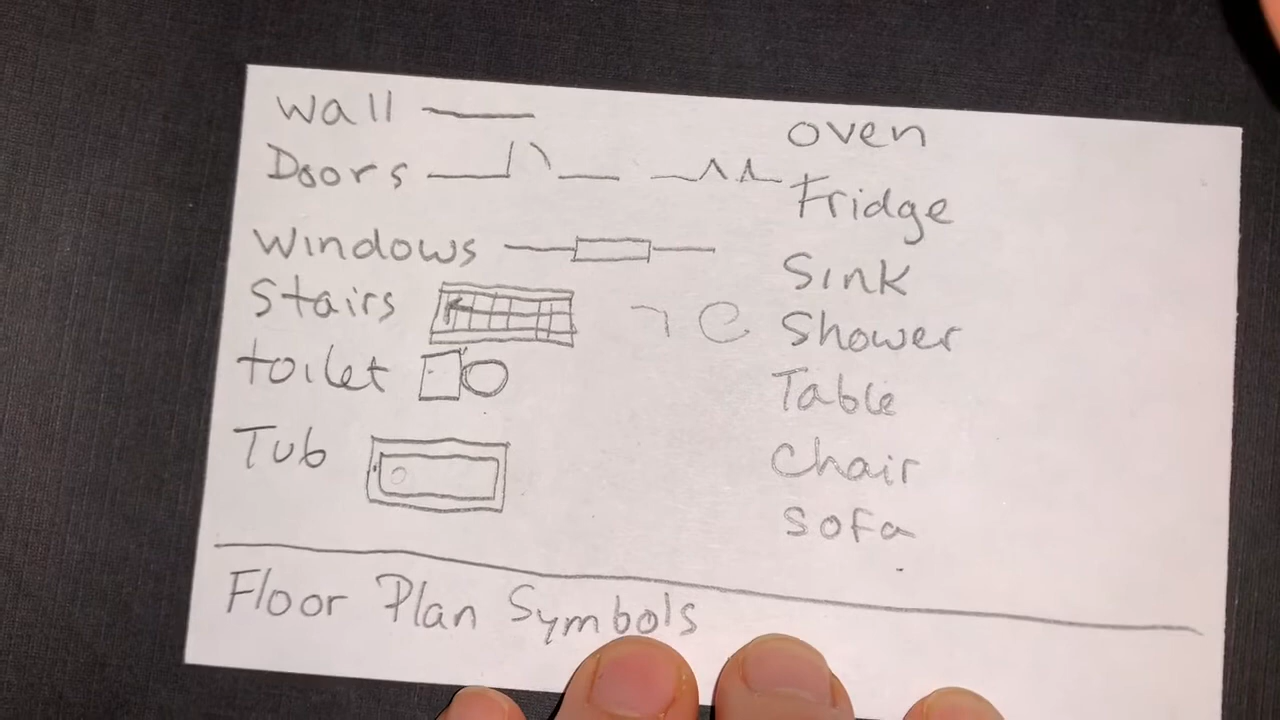 Wall
Doors
Windows
Stairs
toilet
Tub
oven
Fridge
Sink
Shower
Table
Chair
Sofa
Floor Plan Symbols